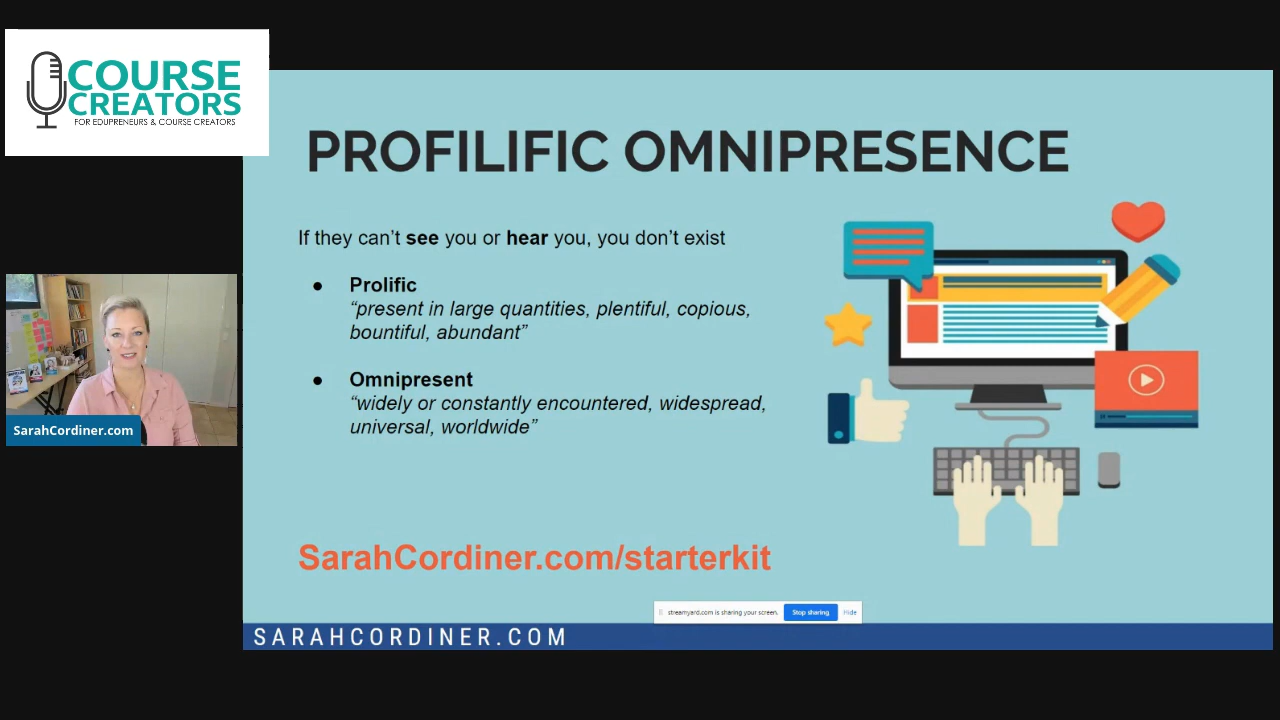 COURSE
CREATORS
FOR EDUPRENEURS & COURSE CREATORS
PROFILIFIC OMNIPRESENCE
If they can’t see you or hear you, you don’t exist
● Prolific
“present in large quantities, plentiful, copious,
bountiful, abundant”
● Omnipresent
“widely or constantly encountered, widespread,
universal, worldwide”
SarahCordiner.com
SarahCordiner.com/starterkit
streamyard.com is sharing your screen.
Stop sharing
Hide
SARAHCORDINER.COM